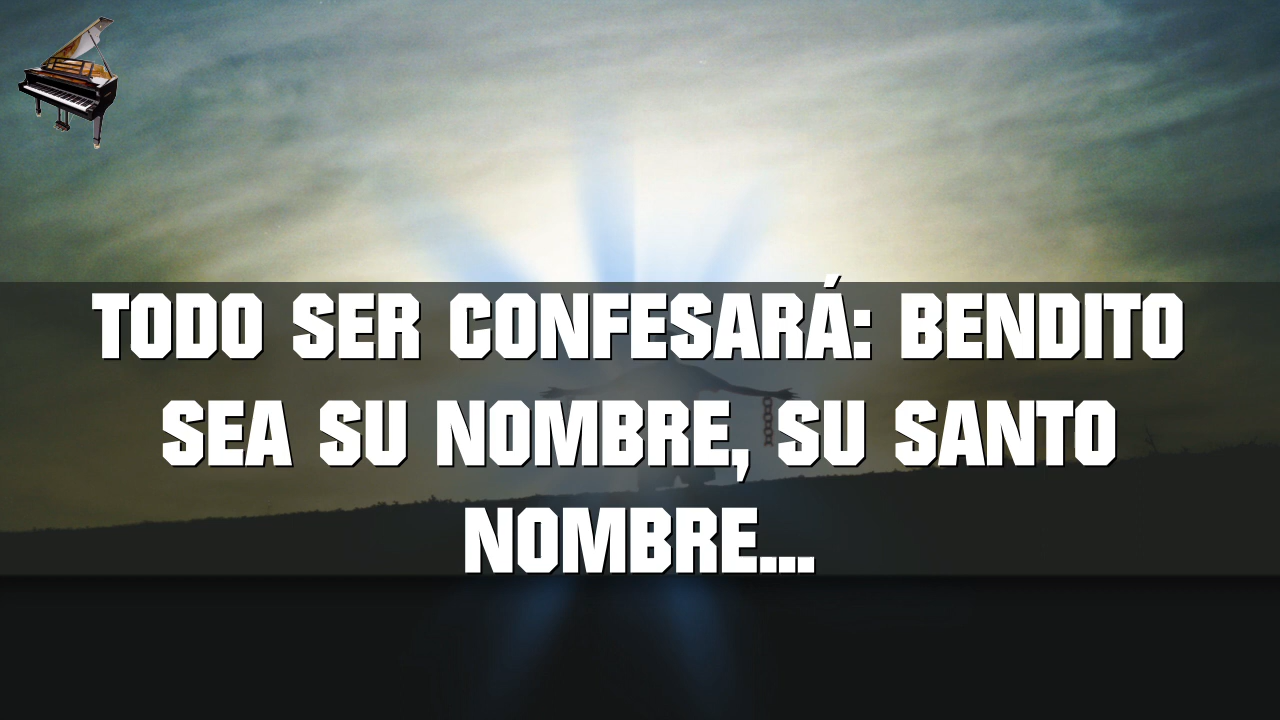 TODO SER CONFESARÁ: BENDITO
SEA SU NOMBRE, SU SANTO
NOMBRE...